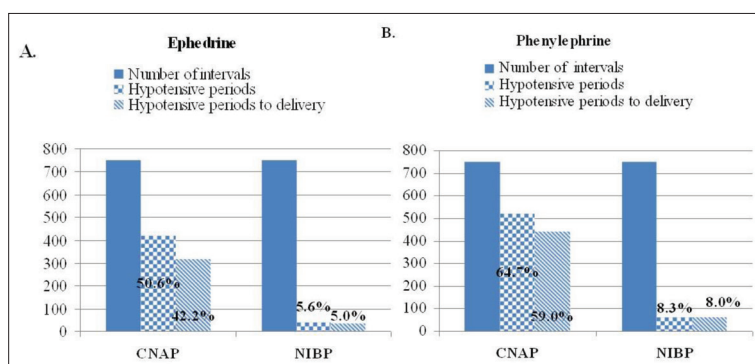 A.
Ephedrine
Number of intervals
Hypotensive periods
Hypotensive periods to delivery
800
700
600
500
400
300
200
100
0
50.6%
42.2%
5.6%
5.0%
CNAP
NIBP
B.
Phenylephrine
Number of intervals
Hypotensive periods
Hypotensive periods to delivery
800
700
600
500
400
300
200
100
0
64.7%
59.0%
8.3%
8.0%
CNAP
NIBP